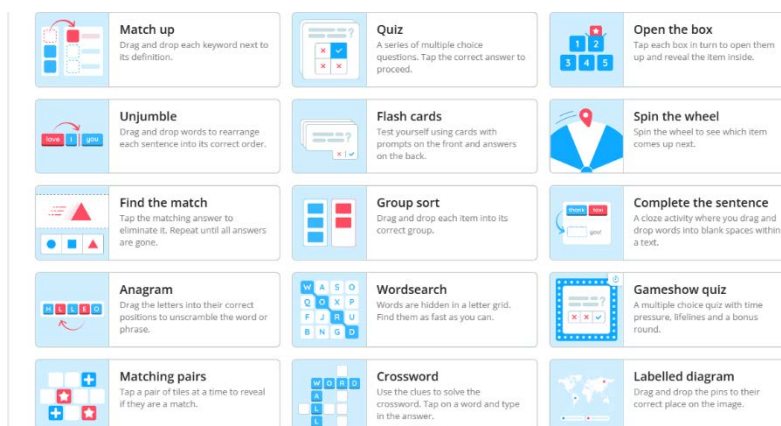 Match up
Drag and drop each keyword next to
its definition.
Quiz
A series of multiple choice
questions. Tap the correct answer to
proceed.
Open the box
Tap each box in turn to open them
up and reveal the item inside.
1 2
3 4 5
Unjumble
Drag and drop words to rearrange
each sentence into its correct order.
love I you
Flash cards
Test yourself using cards with
prompts on the front and answers
on the back.
Spin the wheel
Spin the wheel to see which item
comes up next.
Find the match
Tap the matching answer to
eliminate it. Repeat until all answers
are gone.
Group sort
Drag and drop each item into its
correct group.
Complete the sentence
A cloze activity where you drag and
drop words into blank spaces within
a text.
thank you!
Anagram
Drag the letters into their correct
positions to unscramble the word or
phrase.
H L L E O
Wordsearch
Words are hidden in a letter grid.
Find them as fast as you can.
W A S O
Q O X P
F J R U
B N G D
Gameshow quiz
A multiple choice quiz with time
pressure, lifelines and a bonus
round.
Matching pairs
Tap a pair of tiles at a time to reveal
if they are a match.
Crossword
Use the clues to solve the
crossword. Tap on a word and type
in the answer.
W O R D
A
L
L
Labelled diagram
Drag and drop the pins to their
correct place on the image.